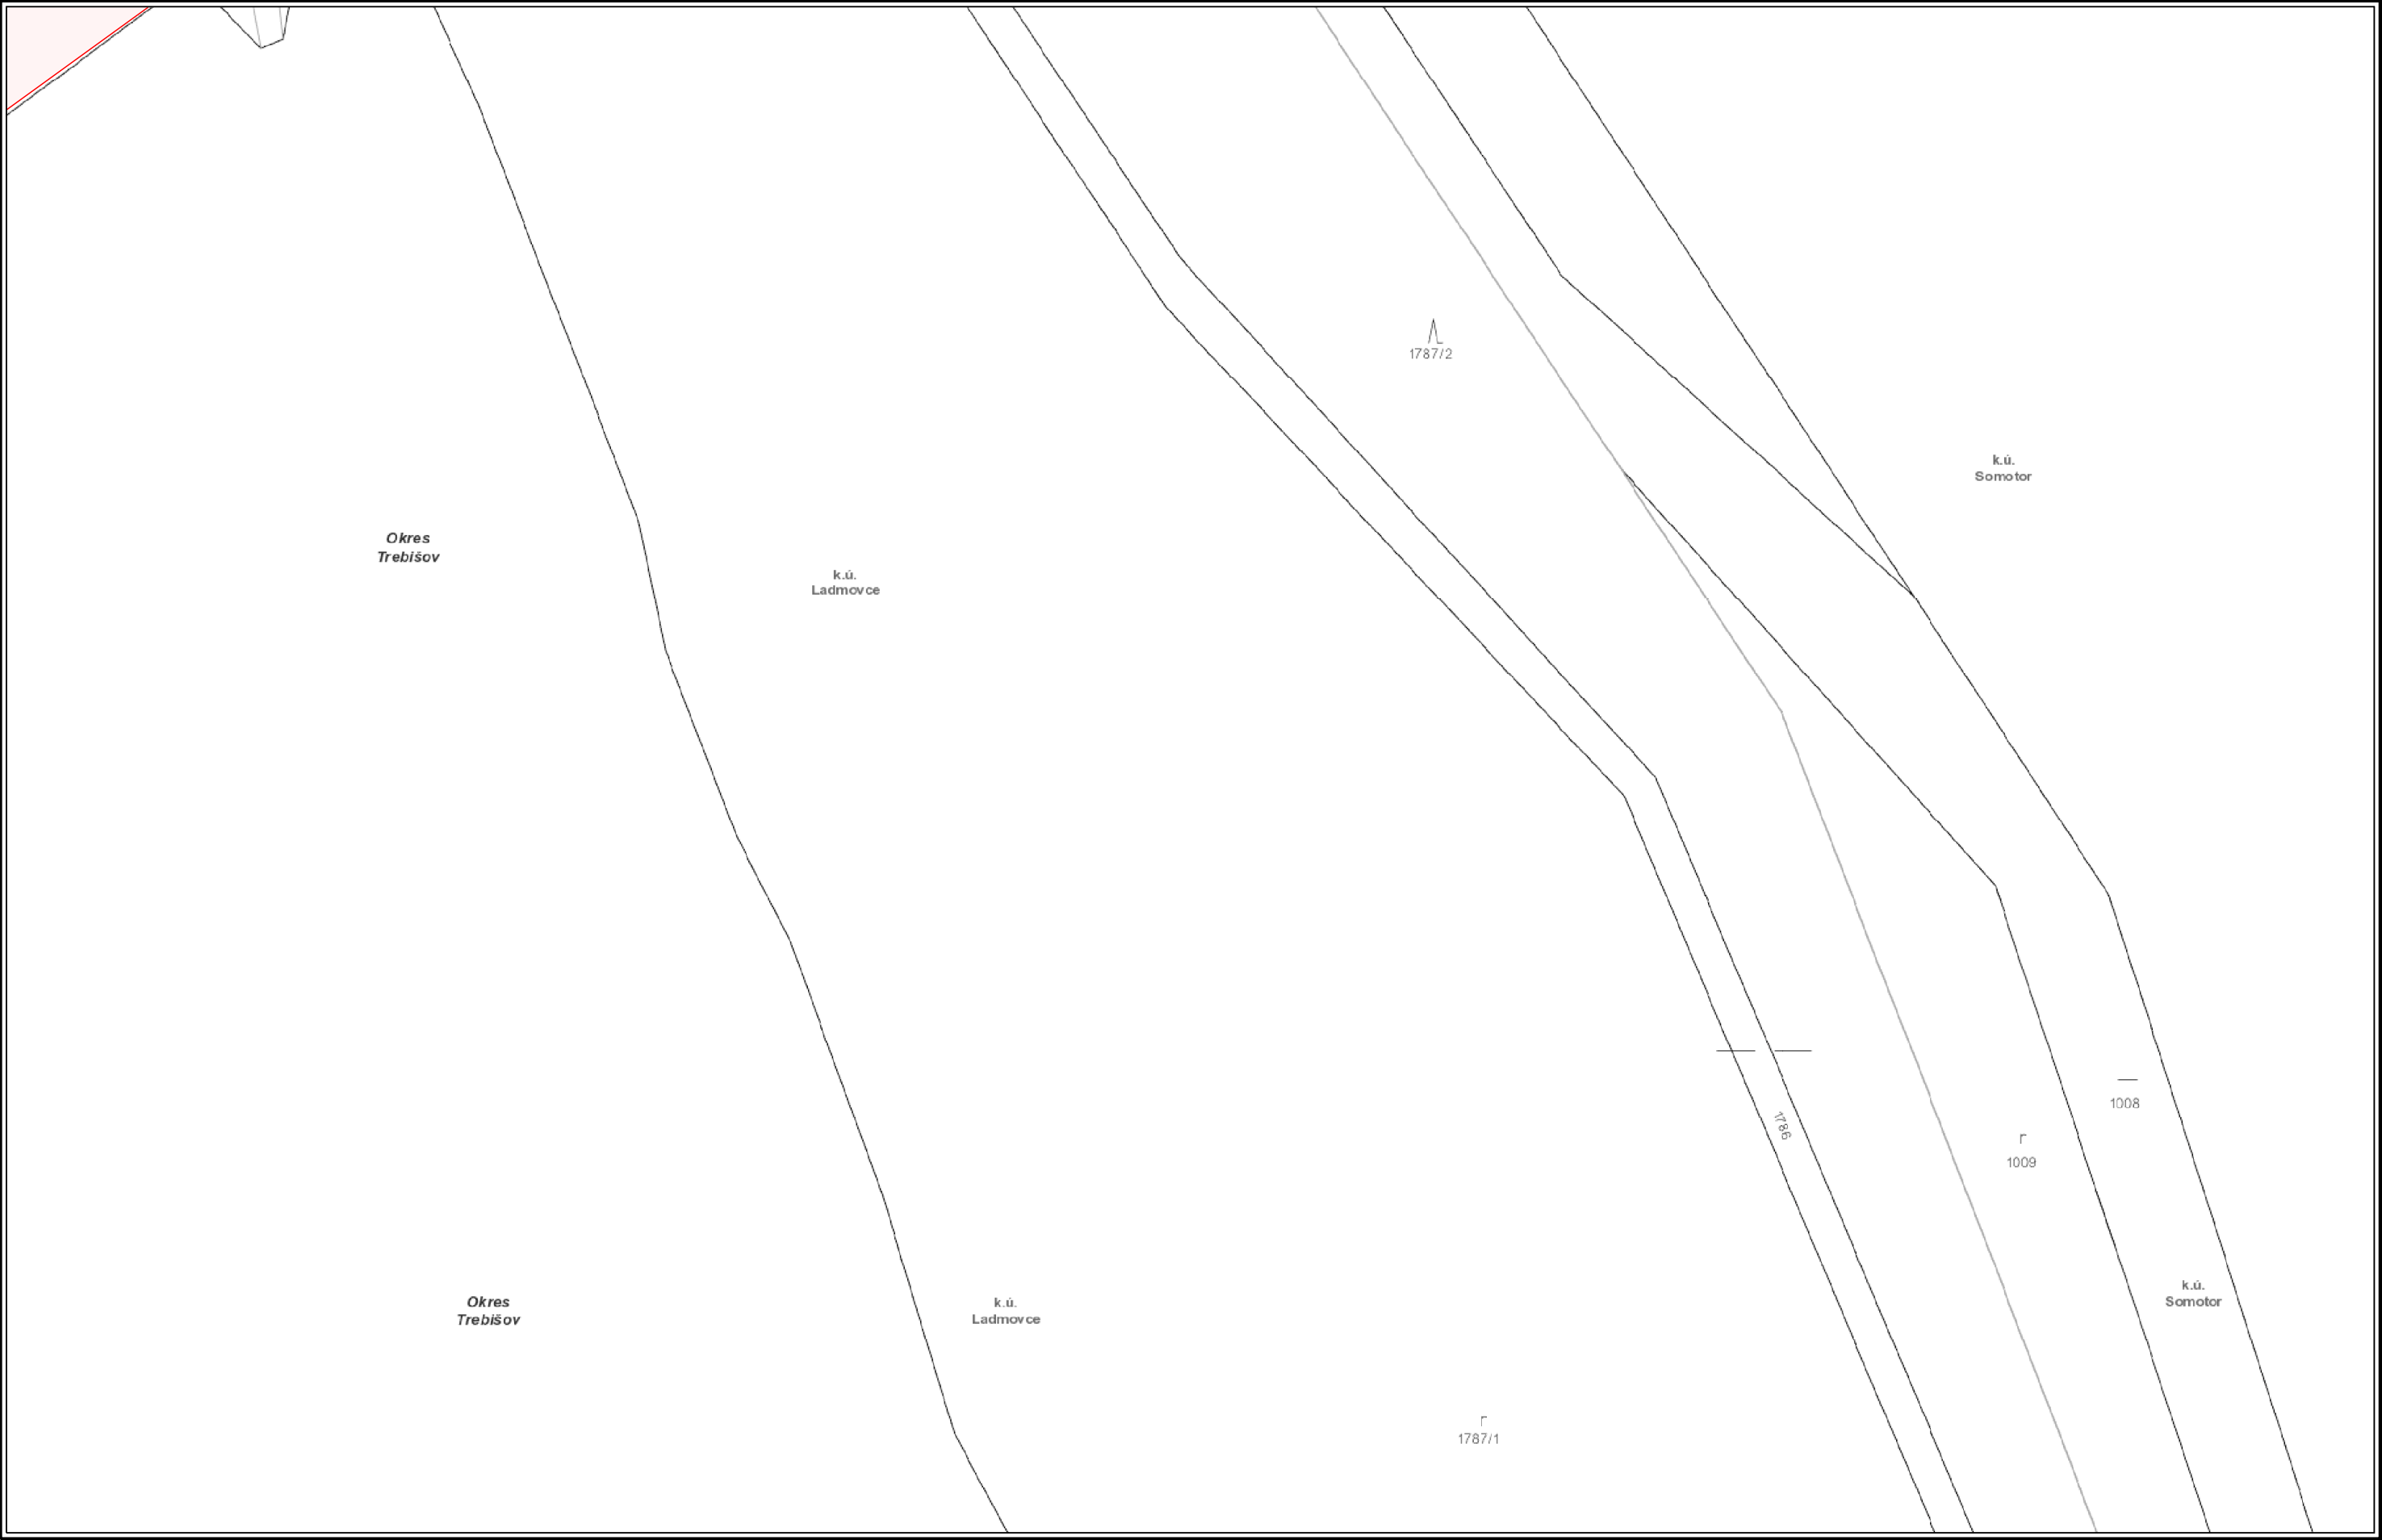 1787/2
k.ú.
Somotor
Okres
Trebišov
k.ú.
Ladmovce
1008
1786
1009
k.ú.
Somotor
Okres
Trebišov
k.ú.
Ladmovce
1787/1